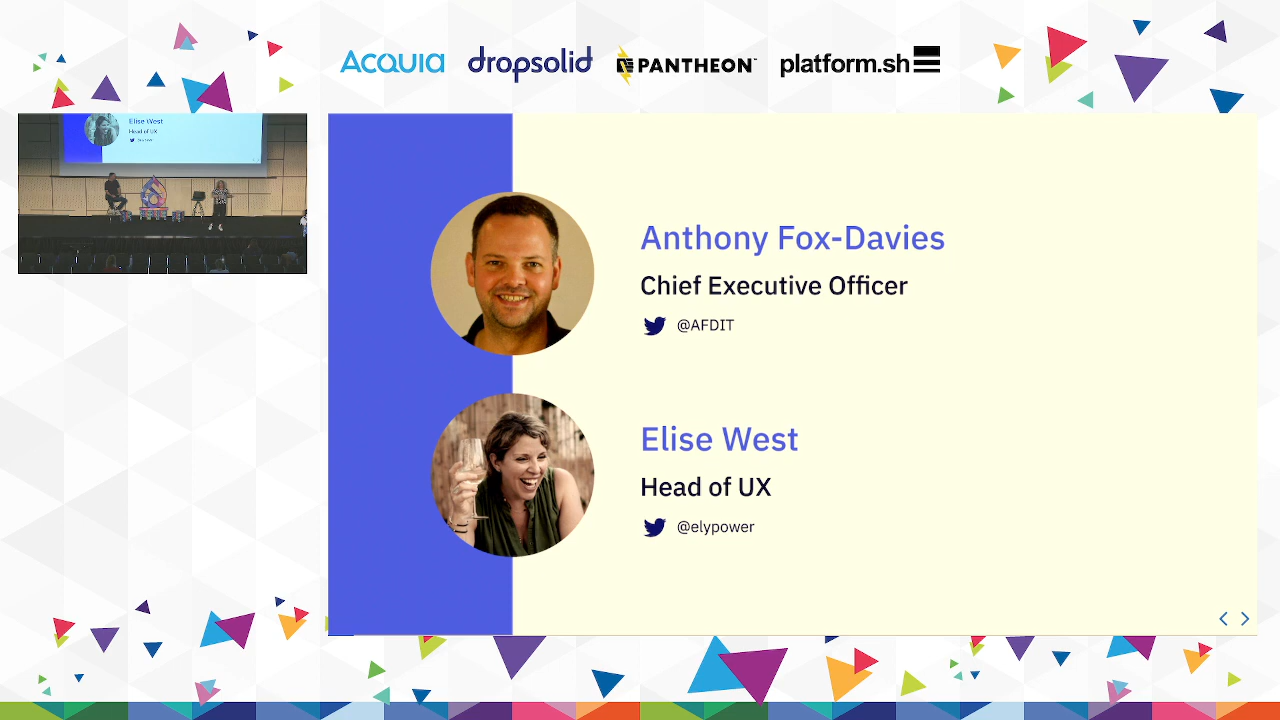 ACQUIA dropsolid PANTHEON platform.sh
Elise West
Head of UX
Anthony Fox-Davies
Chief Executive Officer
@AFDIT
Elise West
Head of UX
@elypower